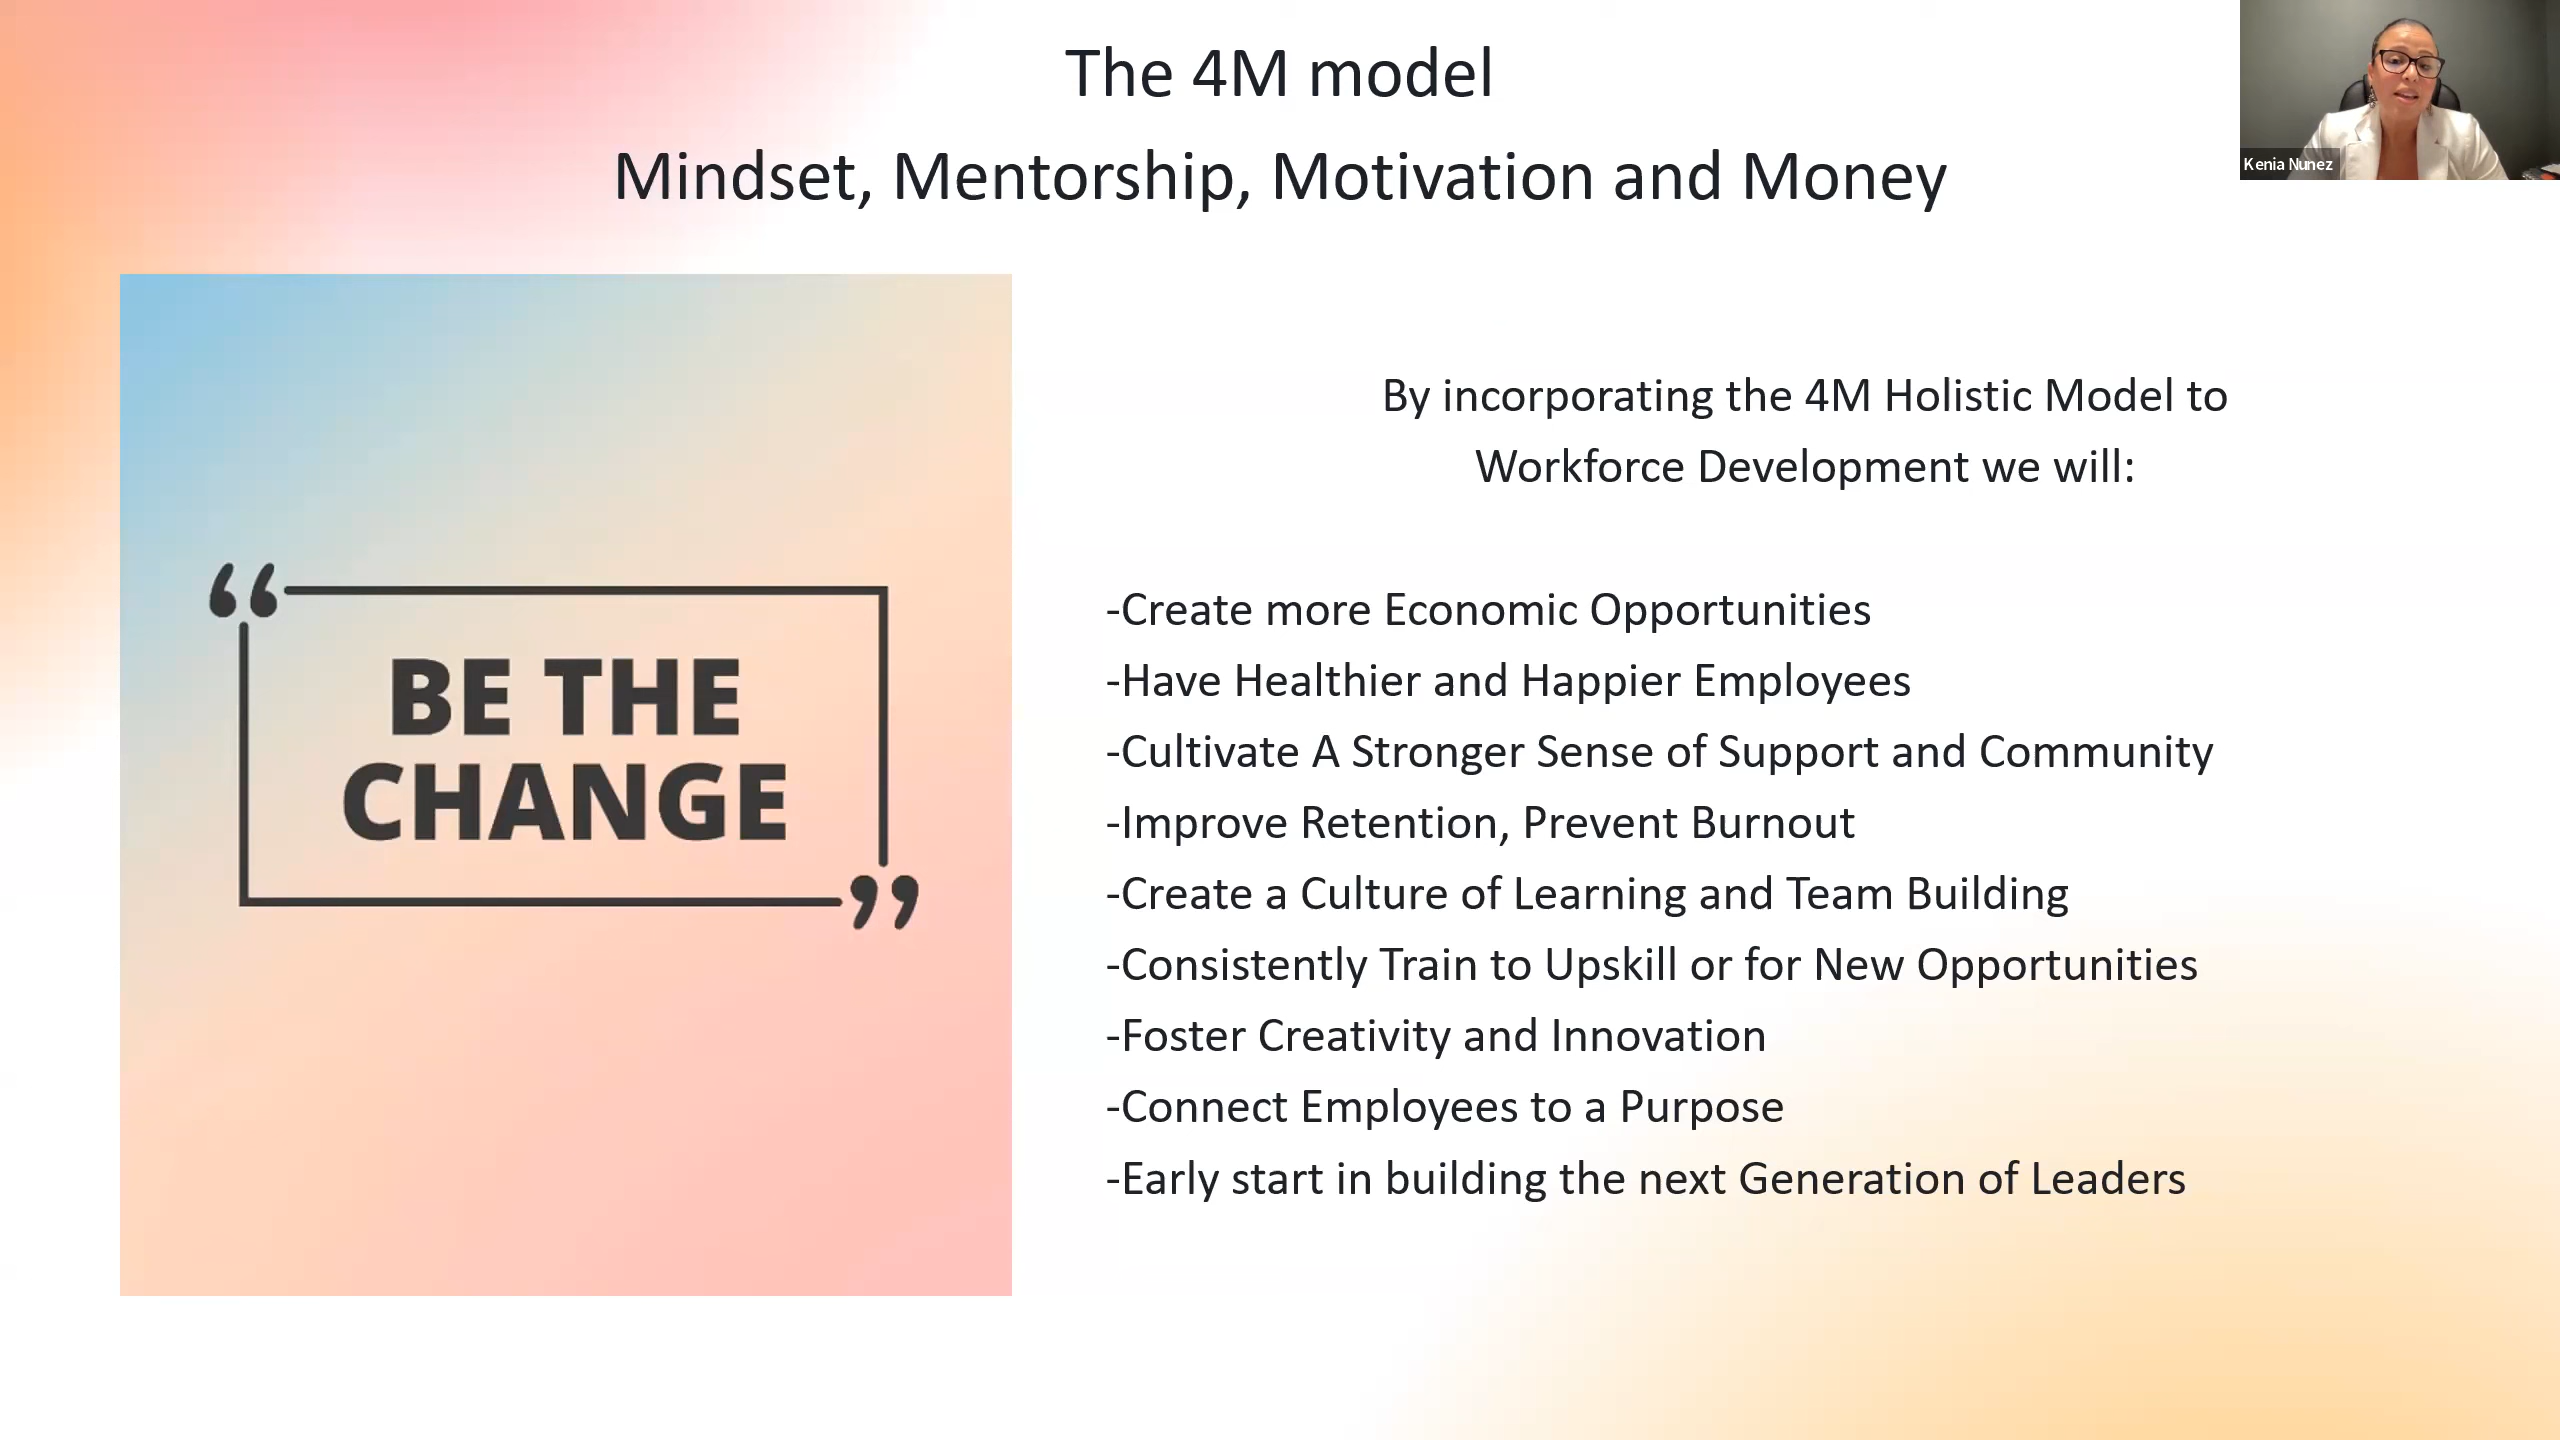 The 4M model
Mindset, Mentorship, Motivation and Money
Kenia Nunez
“BE THE
CHANGE”
By incorporating the 4M Holistic Model to
Workforce Development we will:
-Create more Economic Opportunities
-Have Healthier and Happier Employees
-Cultivate A Stronger Sense of Support and Community
-Improve Retention, Prevent Burnout
-Create a Culture of Learning and Team Building
-Consistently Train to Upskill or for New Opportunities
-Foster Creativity and Innovation
-Connect Employees to a Purpose
-Early start in building the next Generation of Leaders